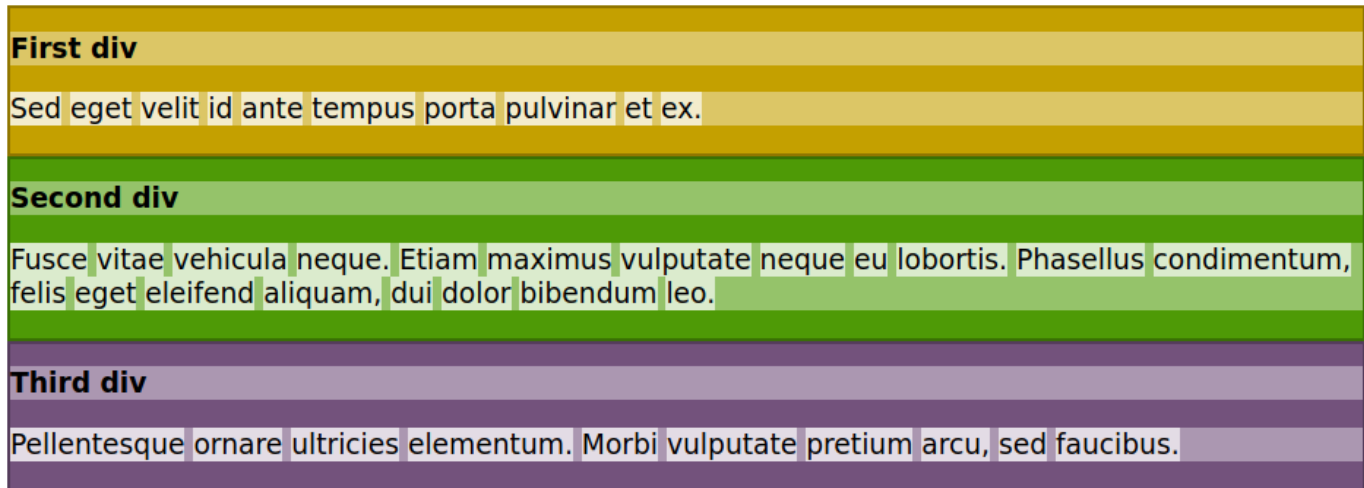 First div
Sed eget velit id ante tempus porta pulvinar et ex.
Second div
Fusce vitae vehicula neque. Etiam maximus vulputate neque eu lobortis. Phasellus condimentum,
felis eget eleifend aliquam, dui dolor bibendum leo.
Third div
Pellentesque ornare ultricies elementum. Morbi vulputate pretium arcu, sed faucibus.